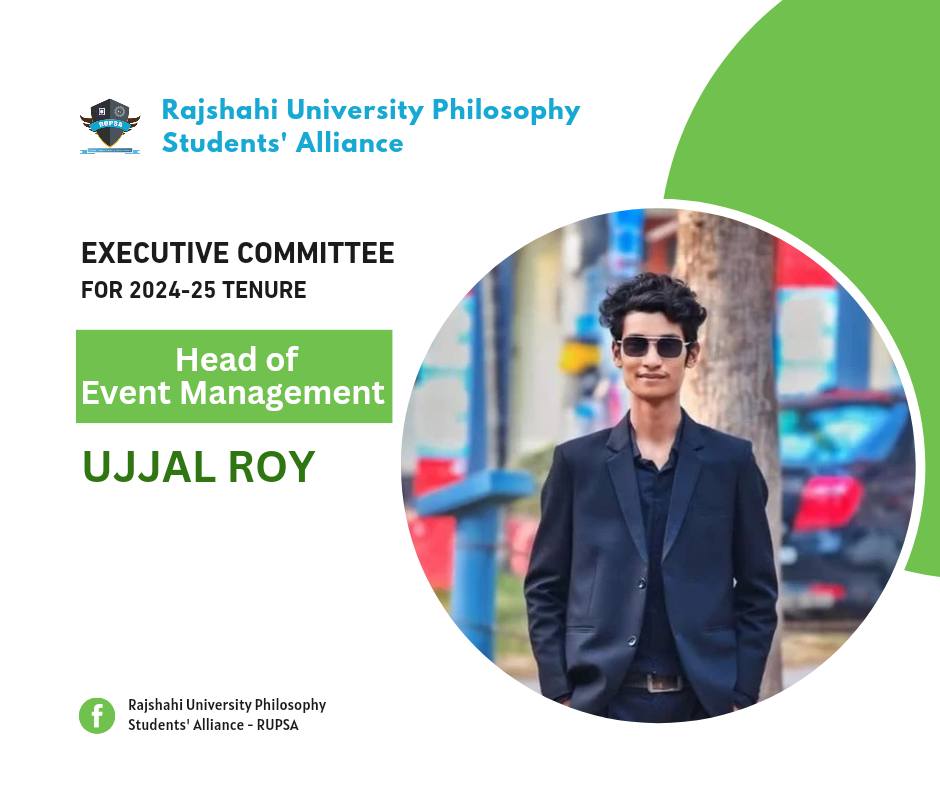 RUPSA
Rajshahi University Philosophy
Students' Alliance
EXECUTIVE COMMITTEE
FOR 2024-25 TENURE
Head of
Event Management
UJJAL ROY
Rajshahi University Philosophy
Students' Alliance - RUPSA